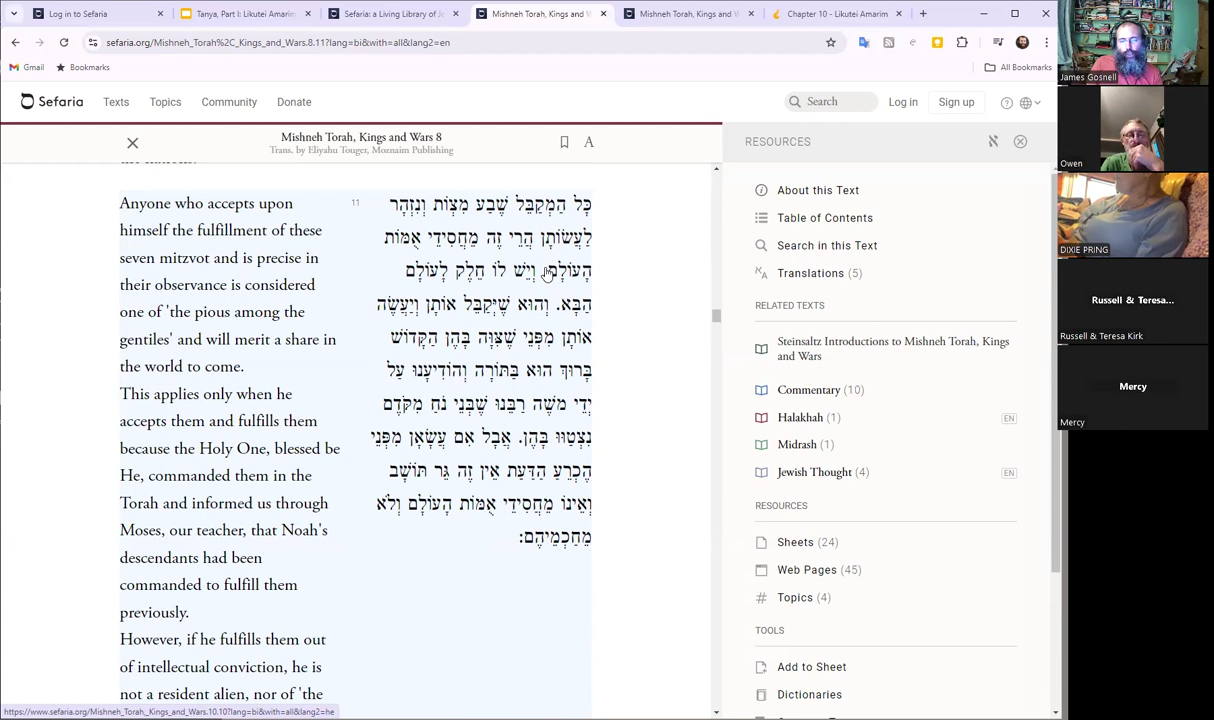 Log in to Sefaria
Tanya, Part I; Likutei Amarim
Sefaria: a Living Library of Je
Mishneh Torah, Kings and W
Mishneh Torah, Kings and W
Chapter 10 - Likutei Amarim
sefaria.org/Mishneh_Torah%2C_Kings_and_Wars.8.11?lang=bi&with=all&lang2=en
Gmail
Bookmarks
All Bookmarks
Sefaria
Texts
Topics
Community
Donate
Search
Log in
Sign up
Mishneh Torah, Kings and Wars 8
Trans. by Eliyahu Touger, Moznaim Publishing
A
Anyone who accepts upon
himself the fulfillment of these
seven mitzvot and is precise in
their observance is considered
one of 'the pious among the
gentiles' and will merit a share in
the world to come.
This applies only when he
accepts them and fulfills them
because the Holy One, blessed be
He, commanded them in the
Torah and informed us through
Moses, our teacher, that Noah's
descendants had been
commanded to fulfill them
previously.
However, if he fulfills them out
of intellectual conviction, he is
not a resident alien, nor of 'the
11
כָּל הַמְקַבֵּל שֶׁבַע מִצְוֹת וְנִזְהָר
לַעֲשׂוֹתָן הֲרֵי זֶה מֵחֲסִידֵי אֻמּוֹת
הָעוֹלָם וְיֵשׁ לוֹ חֵלֶק לָעוֹלָם
הַבָּא. וְהוּא שֶׁיְּקַבֵּל אוֹתָן וְיַעֲשֶׂה
אוֹתָן מִפְּנֵי שֶׁצִּוָּה בָּהֶן הַקָּדוֹשׁ
בָּרוּךְ הוּא בַּתּוֹרָה וְהוֹדִיעָנוּ עַל
יְדֵי משֶׁה רַבֵּנוּ שֶׁבְּנֵי נֹחַ מִקֹּדֶם
נִצְטַוּוּ בָּהֶן. אֲבָל אִם עֲשָׂאָן מִפְּנֵי
הֶכְרֵעַ הַדַּעַת אֵין זֶה גֵּר תּוֹשָׁב
וְאֵינוֹ מֵחֲסִידֵי אֻמּוֹת הָעוֹלָם וְלֹא
מֵחַכְמֵיהֶם:
RESOURCES
About this Text
Table of Contents
Search in this Text
Translations (5)
RELATED TEXTS
Steinsaltz Introductions to Mishneh Torah, Kings
and Wars
Commentary (10)
Halakhah (1)
EN
Midrash (1)
Jewish Thought (4)
EN
RESOURCES
Sheets (24)
Web Pages (45)
Topics (4)
TOOLS
Add to Sheet
Dictionaries
https://www.sefaria.org/Mishneh_Torah,_Kings_and_Wars.10.10?lang=bi&with=all&lang2=he
James Gosnell
Owen
DIXIE PRING
Russell & Teresa...
Russell & Teresa Kirk
Mercy
Mercy